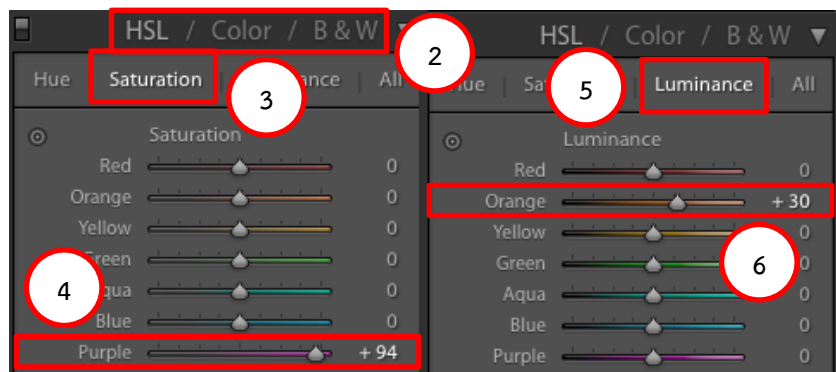 HSL / Color / B & W
2
Hue Saturation All
3
Saturation
Red 0
Orange 0
Yellow 0
Green 0
4
Blue 0
Purple + 94
HSL / Color / B & W
5
Luminance All
Luminance
Red 0
Orange + 30
Yellow 0
Green 0
6
Aqua 0
Blue 0
Purple 0